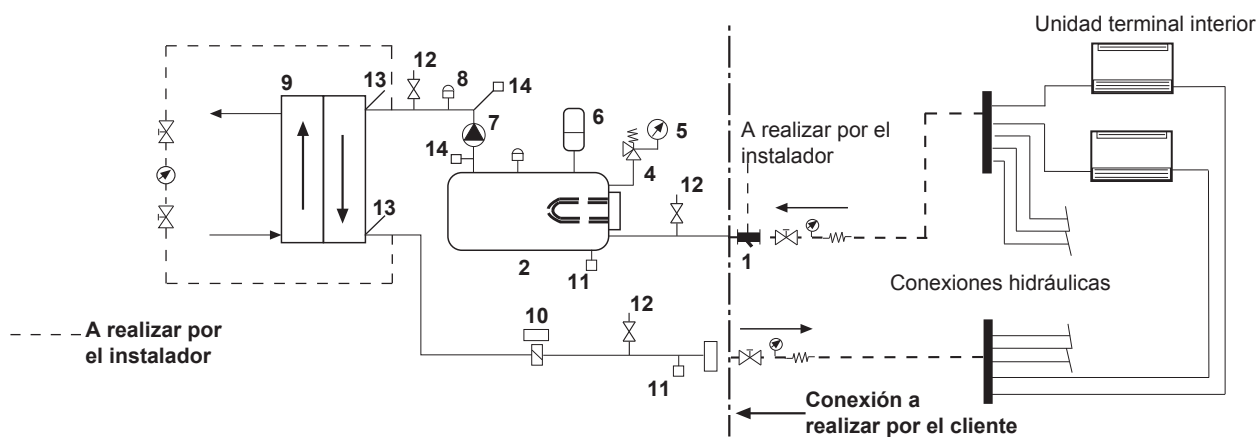 Unidad terminal interior
12
8
14
9
13
6
5
7
A realizar por el
instalador
14
4
12
13
2
11
1
Conexiones hidráulicas
12
10
A realizar por
el instalador
11
Conexión a
realizar por el cliente